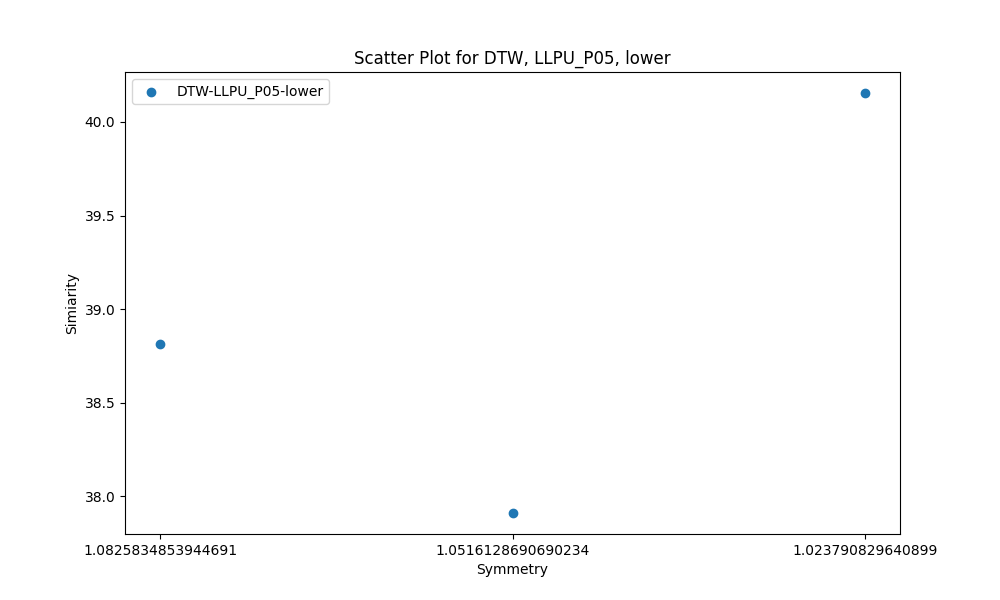 Scatter Plot for DTW, LLPU_P05, lower
DTW-LLPU_P05-lower
40.0
39.5
39.0
38.5
38.0
Simiarity
1.0825834853944691
1.0516128690690234
1.023790829640899
Symmetry